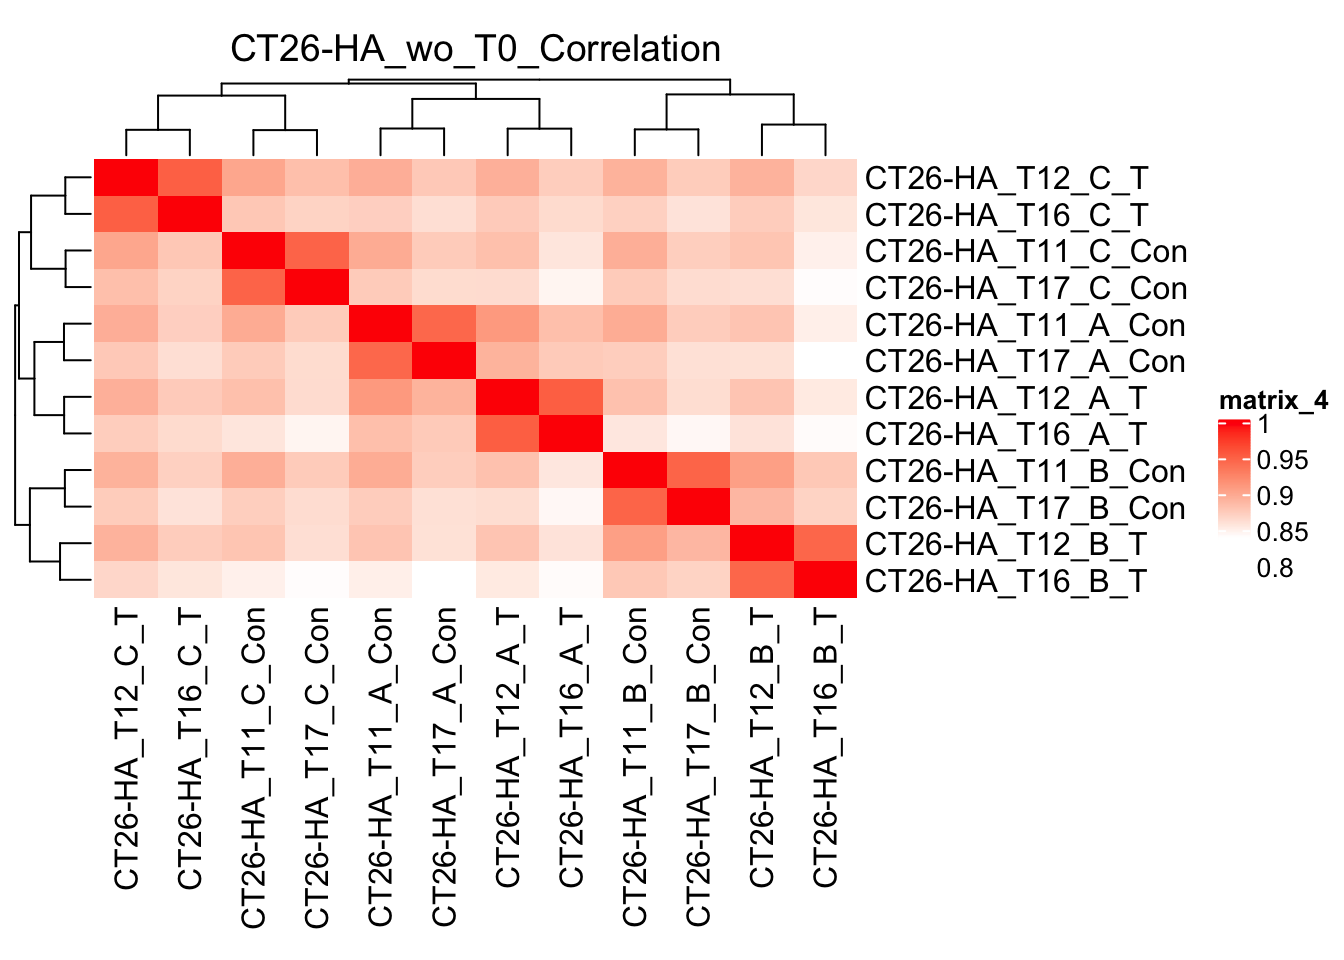 CT26-HA_wo_T0_Correlation
CT26-HA_T12_C_T
CT26-HA_T16_C_T
CT26-HA_T11_C_Con
CT26-HA_T17_C_Con
CT26-HA_T11_A_Con
CT26-HA_T17_A_Con
CT26-HA_T12_A_T
CT26-HA_T16_A_T
CT26-HA_T11_B_Con
CT26-HA_T17_B_Con
CT26-HA_T12_B_T
CT26-HA_T16_B_T
matrix_4
1
0.95
0.9
0.85
0.8
CT26-HA_T12_C_T
CT26-HA_T16_C_T
CT26-HA_T11_C_Con
CT26-HA_T17_C_Con
CT26-HA_T11_A_Con
CT26-HA_T17_A_Con
CT26-HA_T12_A_T
CT26-HA_T16_A_T
CT26-HA_T11_B_Con
CT26-HA_T17_B_Con
CT26-HA_T12_B_T
CT26-HA_T16_B_T